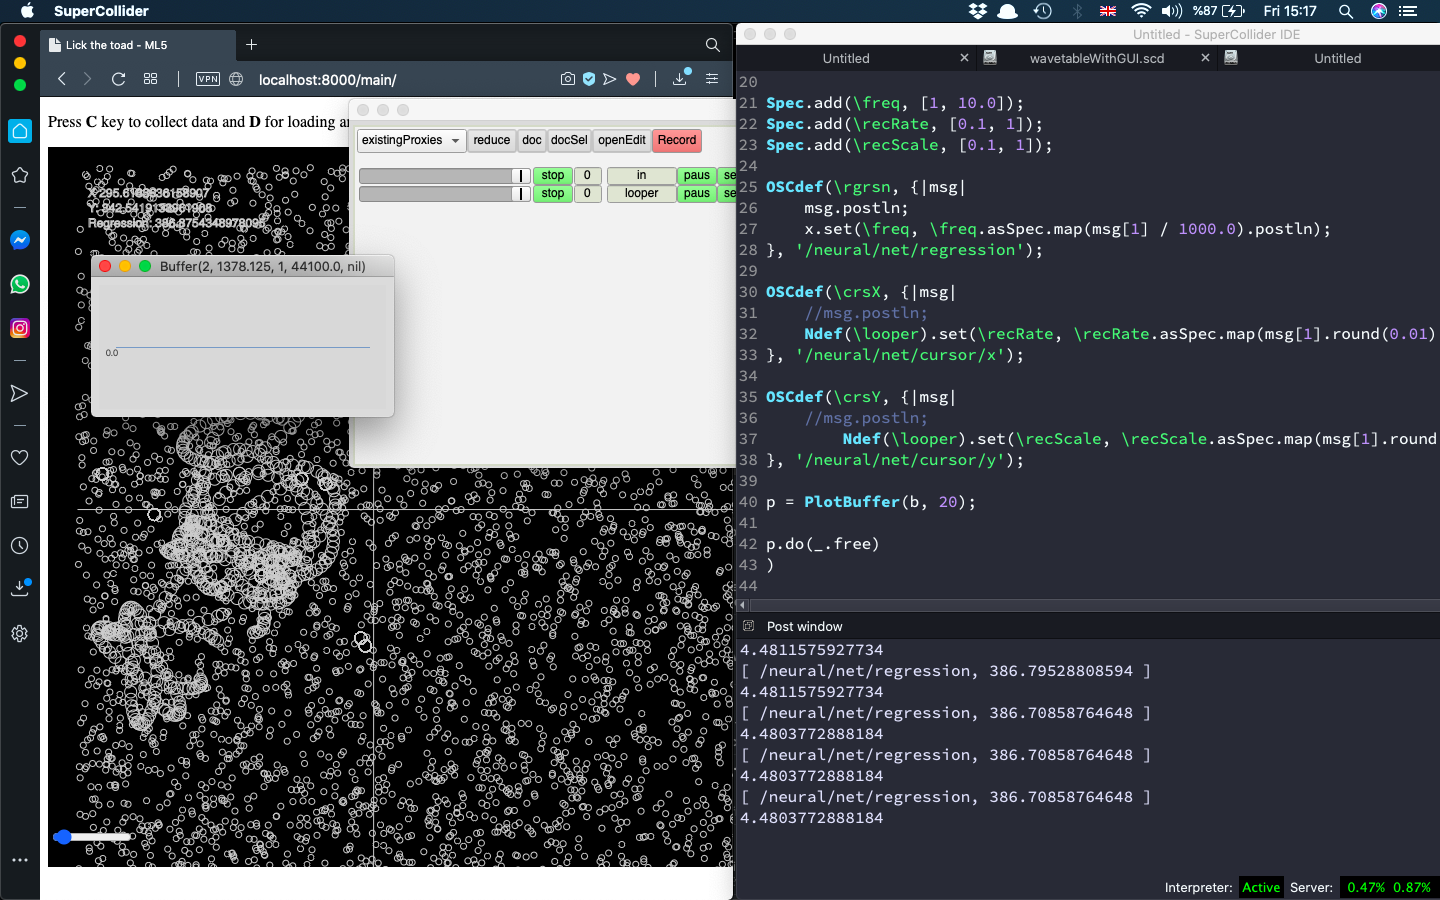 SuperCollider
%87
Fri 15:17
Lick the toad - ML5
VPN
localhost:8000/main/
Press C key to collect data and D for loading
Regression: 386.8754348978095
existingProxies
reduce
doc
docSel
openEdit
Record
stop
0
in
paus
se
stop
0
looper
paus
se
Buffer(2, 1378.125, 1, 44100.0, nil)
0.0
Untitled - SuperCollider IDE
Untitled
wavetableWithGUI.scd
Untitled
20
21 Spec.add(\freq, [1, 10.0]);
22 Spec.add(\recRate, [0.1, 1]);
23 Spec.add(\recScale, [0.1, 1]);
24
25 OSCdef(\rgrsn, {|msg|
26 msg.postln;
27 x.set(\freq, \freq.asSpec.map(msg[1] / 1000.0).postln);
28 }, '/neural/net/regression');
29
30 OSCdef(\crsX, {|msg|
31 //msg.postln;
32 Ndef(\looper).set(\recRate, \recRate.asSpec.map(msg[1].round(0.01)
33 }, '/neural/net/cursor/x');
34
35 OSCdef(\crsY, {|msg|
36 //msg.postln;
37 Ndef(\looper).set(\recScale, \recScale.asSpec.map(msg[1].round
38 }, '/neural/net/cursor/y');
39
40 p = PlotBuffer(b, 20);
41
42 p.do(_.free)
43 )
44
Post window
4.4811575927734
[ /neural/net/regression, 386.79528808594 ]
4.4811575927734
[ /neural/net/regression, 386.70858764648 ]
4.4803772888184
[ /neural/net/regression, 386.70858764648 ]
4.4803772888184
[ /neural/net/regression, 386.70858764648 ]
4.4803772888184
Interpreter: Active Server: 0.47% 0.87%